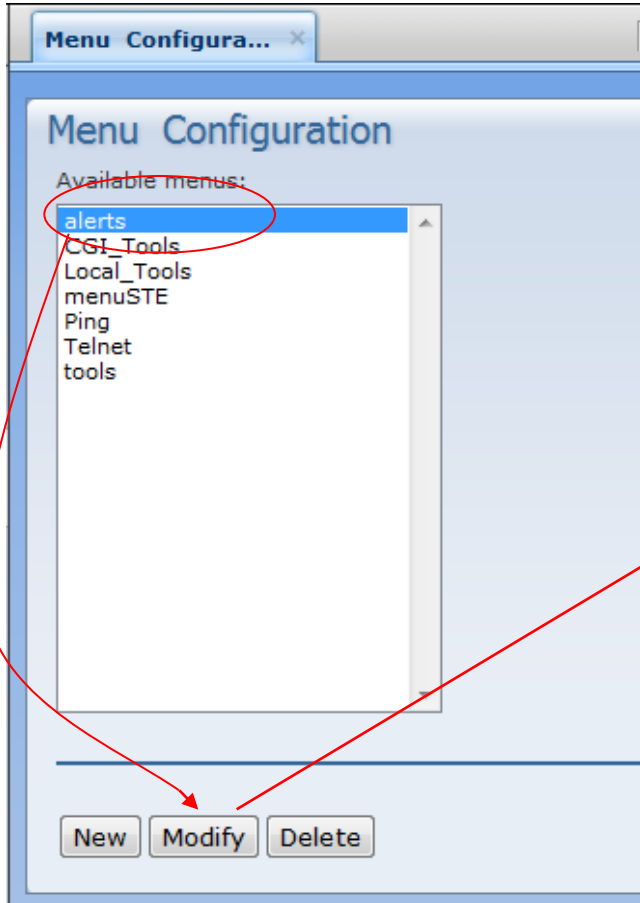 Menu Configura...
Menu Configuration
Available menus:
alerts
CGI_Tools
Local_Tools
menuSTE
Ping
Telnet
tools
New Modify Delete